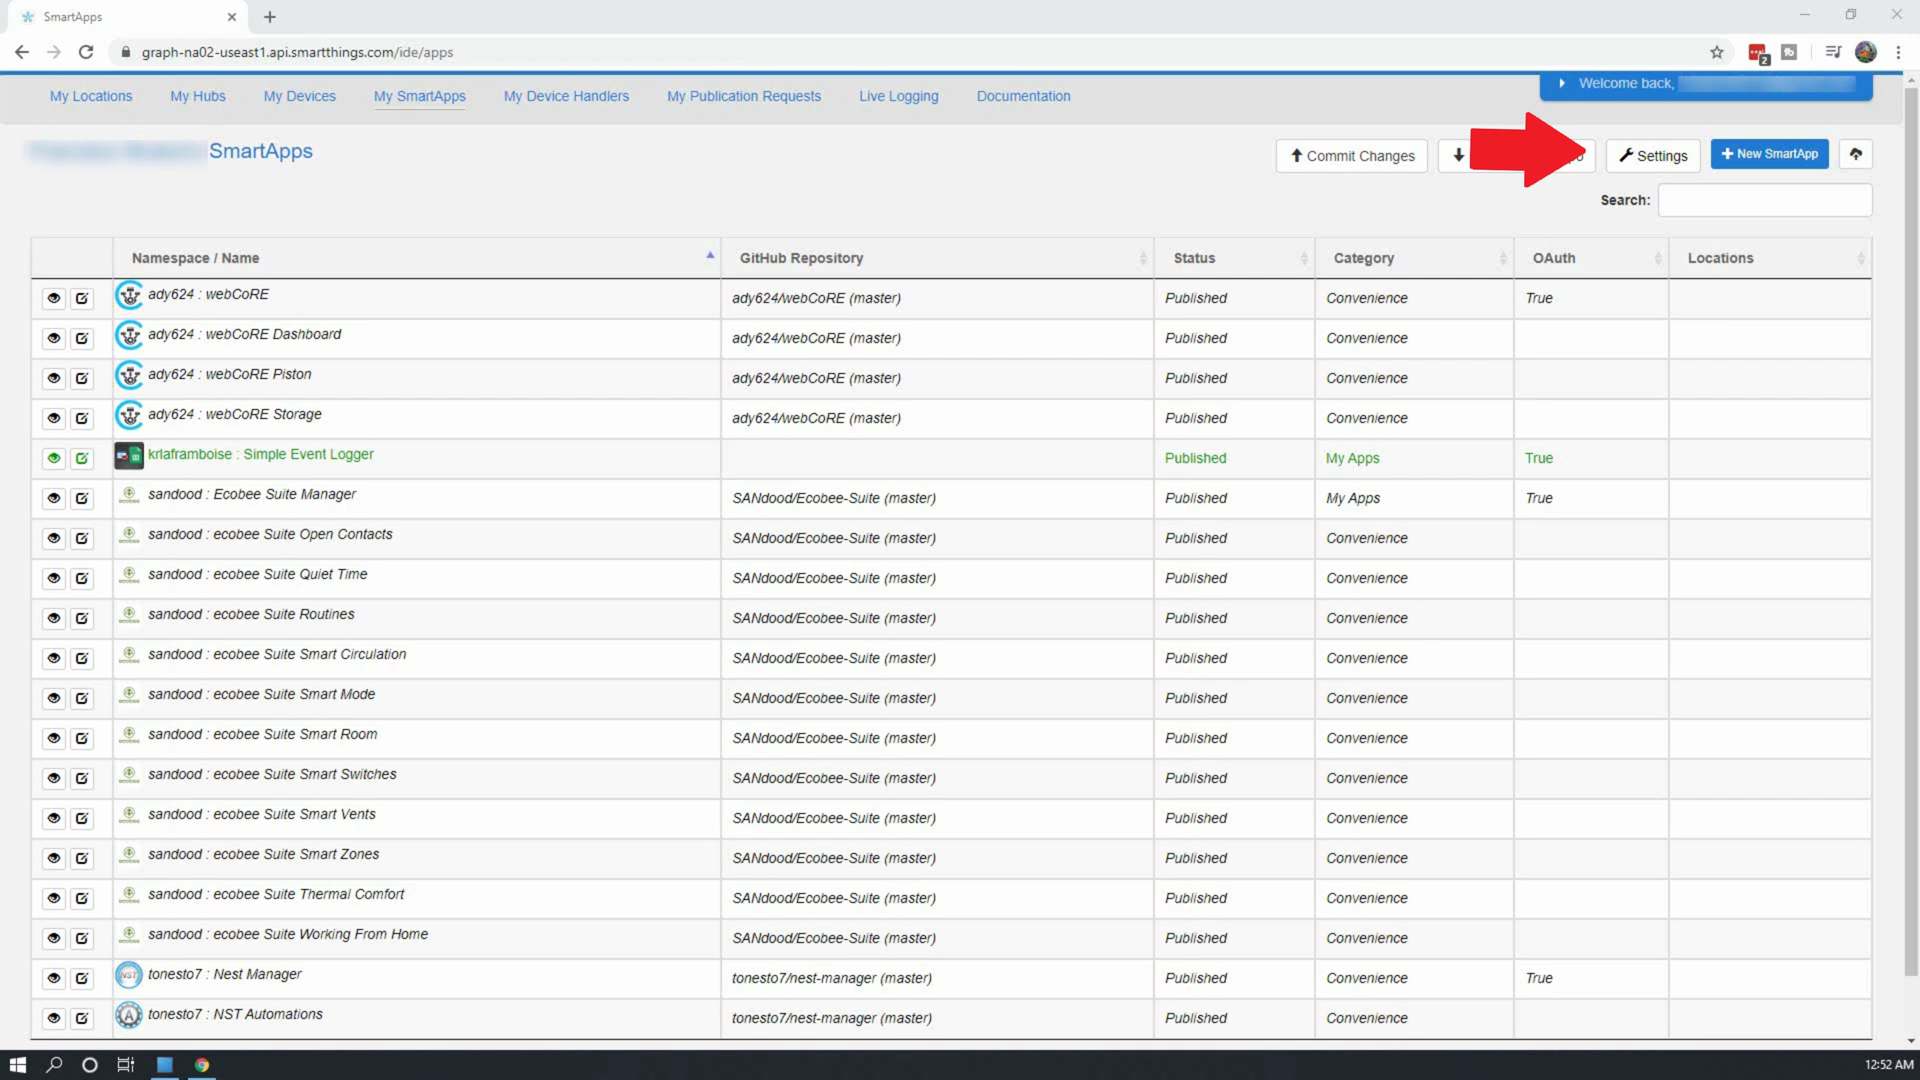 SmartApps
graph-na02-useast1.api.smartthings.com/ide/apps
2
My Locations My Hubs My Devices My SmartApps My Device Handlers My Publication Requests Live Logging Documentation
Welcome back,
SmartApps
Commit Changes Settings New SmartApp
Search:
Namespace / Name GitHub Repository Status Category OAuth Locations
ady624 : webCoRE ady624/webCoRE (master) Published Convenience True
ady624 : webCoRE Dashboard ady624/webCoRE (master) Published Convenience
ady624 : webCoRE Piston ady624/webCoRE (master) Published Convenience
ady624 : webCoRE Storage ady624/webCoRE (master) Published Convenience
krlaframboise : Simple Event Logger Published My Apps True
sandood : Ecobee Suite Manager SANdood/Ecobee-Suite (master) Published My Apps True
sandood : ecobee Suite Open Contacts SANdood/Ecobee-Suite (master) Published Convenience
sandood : ecobee Suite Quiet Time SANdood/Ecobee-Suite (master) Published Convenience
sandood : ecobee Suite Routines SANdood/Ecobee-Suite (master) Published Convenience
sandood : ecobee Suite Smart Circulation SANdood/Ecobee-Suite (master) Published Convenience
sandood : ecobee Suite Smart Mode SANdood/Ecobee-Suite (master) Published Convenience
sandood : ecobee Suite Smart Room SANdood/Ecobee-Suite (master) Published Convenience
sandood : ecobee Suite Smart Switches SANdood/Ecobee-Suite (master) Published Convenience
sandood : ecobee Suite Smart Vents SANdood/Ecobee-Suite (master) Published Convenience
sandood : ecobee Suite Smart Zones SANdood/Ecobee-Suite (master) Published Convenience
sandood : ecobee Suite Thermal Comfort SANdood/Ecobee-Suite (master) Published Convenience
sandood : ecobee Suite Working From Home SANdood/Ecobee-Suite (master) Published Convenience
tonesto7 : Nest Manager tonesto7/nest-manager (master) Published Convenience True
tonesto7 : NST Automations tonesto7/nest-manager (master) Published Convenience
12:52 AM